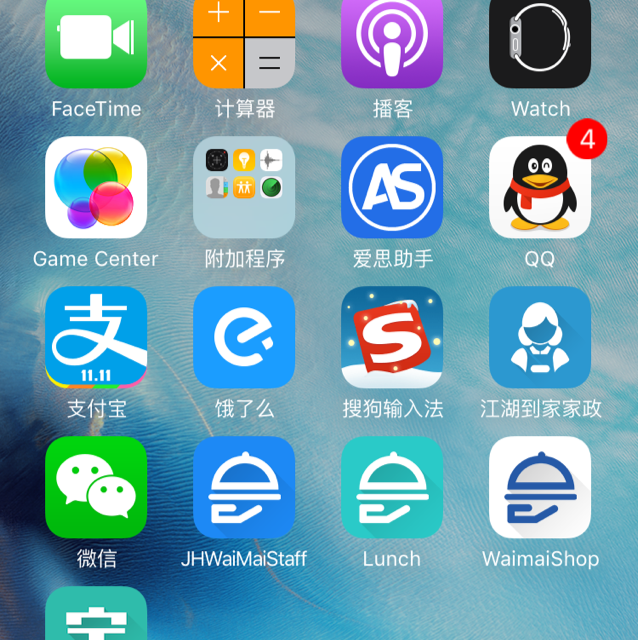 FaceTime
计算器
播客
Watch
4
Game Center
附加程序
AS
爱思助手
QQ
支
11.11
支付宝
饿了么
S
搜狗输入法
江湖到家家政
微信
JHWaiMaiStaff
Lunch
WaimaiShop